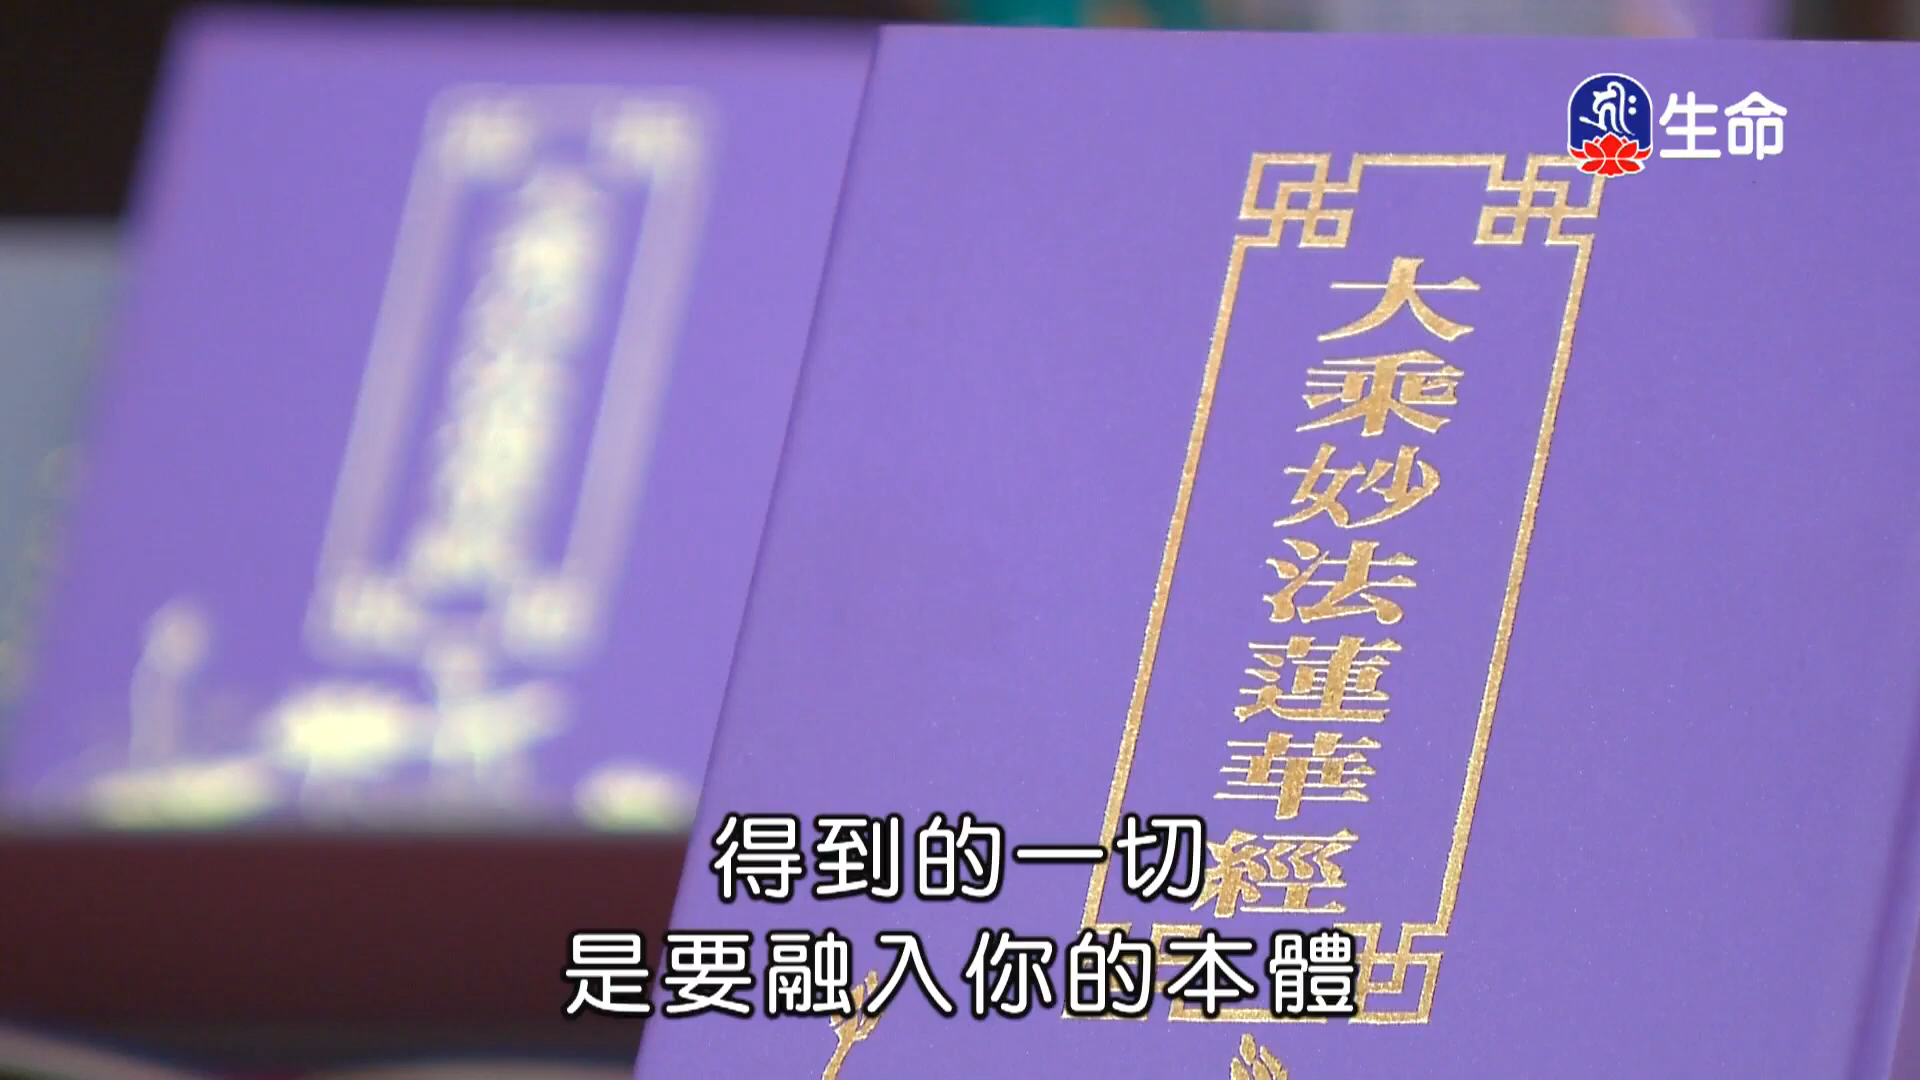 生命
大乘妙法蓮華經
得到的一切
是要融入你的本體